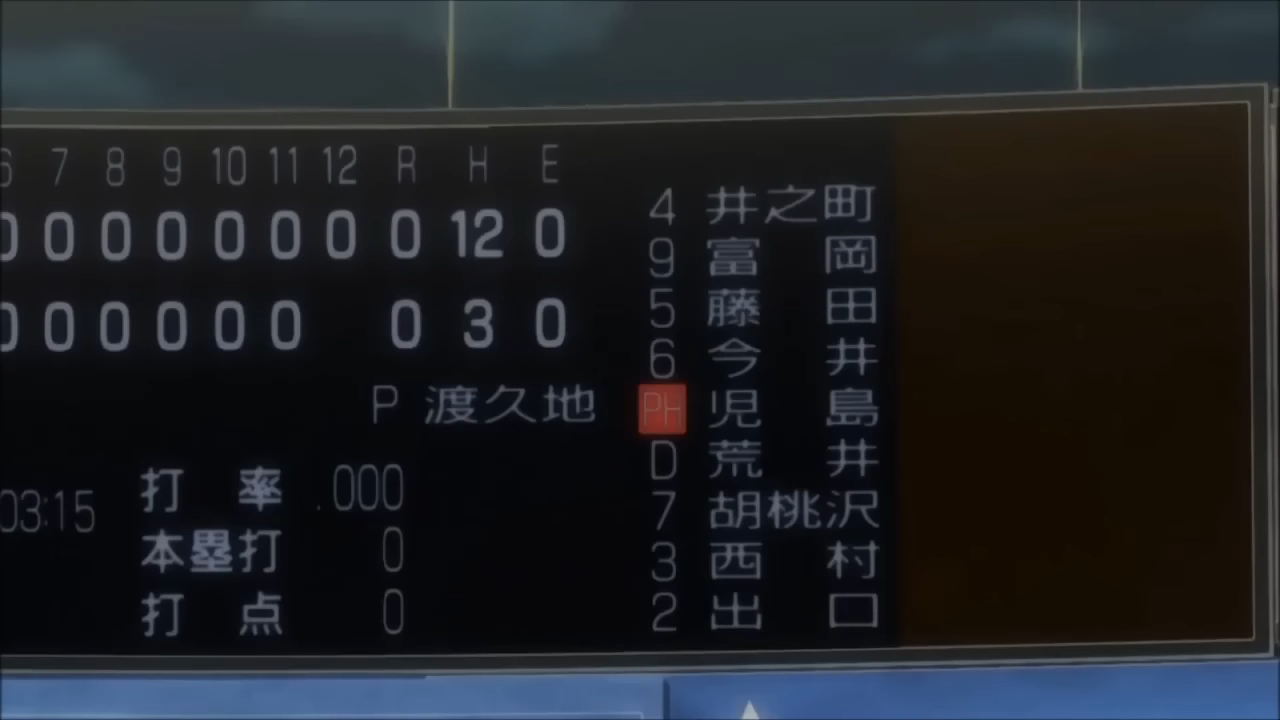 6 7 8 9 10 11 12 R H E
0 0 0 0 0 0 0 0 12 0
0 0 0 0 0 0 0 3 0
P 渡久地
03:15
打率 .000
本塁打 0
打点 0
4 井之町
9 富岡
5 藤田
6 今井
PH 児島
D 荒井
7 胡桃沢
3 西村
2 出口